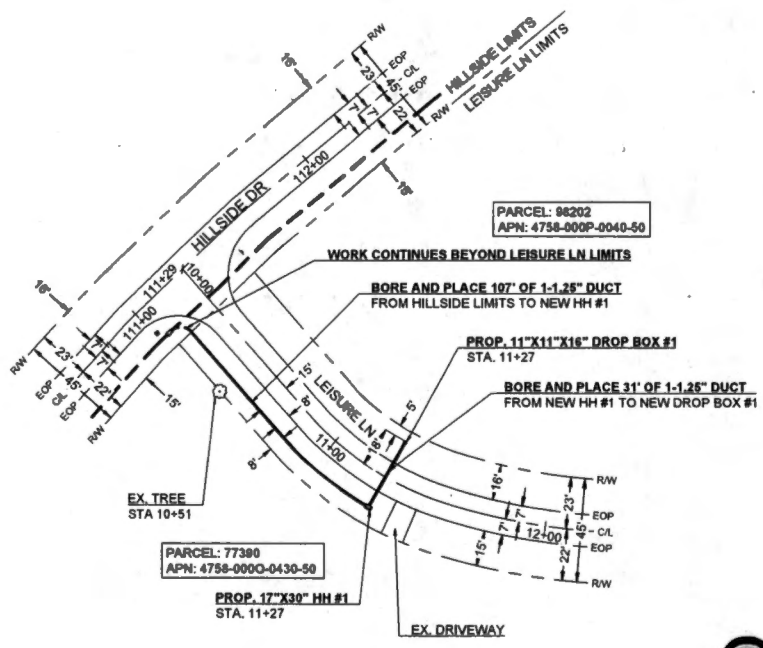 16'
R/W
23'
EOP
C/L
45'
EOP
22'
R/W
HILLSIDE LIMITS
LEISURE LN LIMITS
7'
7'
112+00
16'
HILLSIDE DR
PARCEL: 98202
APN: 4758-000P-0040-50
WORK CONTINUES BEYOND LEISURE LN LIMITS
111+29
10+00
BORE AND PLACE 107' OF 1-1.25" DUCT
FROM HILLSIDE LIMITS TO NEW HH #1
16'
111+00
PROP. 11"X11"X16" DROP BOX #1
STA. 11+27
R/W
23'
7'
7'
EOP
C/L
45'
EOP
22'
R/W
15'
15'
LEISURE LN
5'
BORE AND PLACE 31' OF 1-1.25" DUCT
FROM NEW HH #1 TO NEW DROP BOX #1
8'
18'
11+00
8'
EX. TREE
STA 10+51
16'
R/W
23'
7'
EOP
7'
12+00
C/L
45'
EOP
15'
22'
R/W
PARCEL: 77390
APN: 4758-000O-0430-50
PROP. 17"X30" HH #1
STA. 11+27
EX. DRIVEWAY